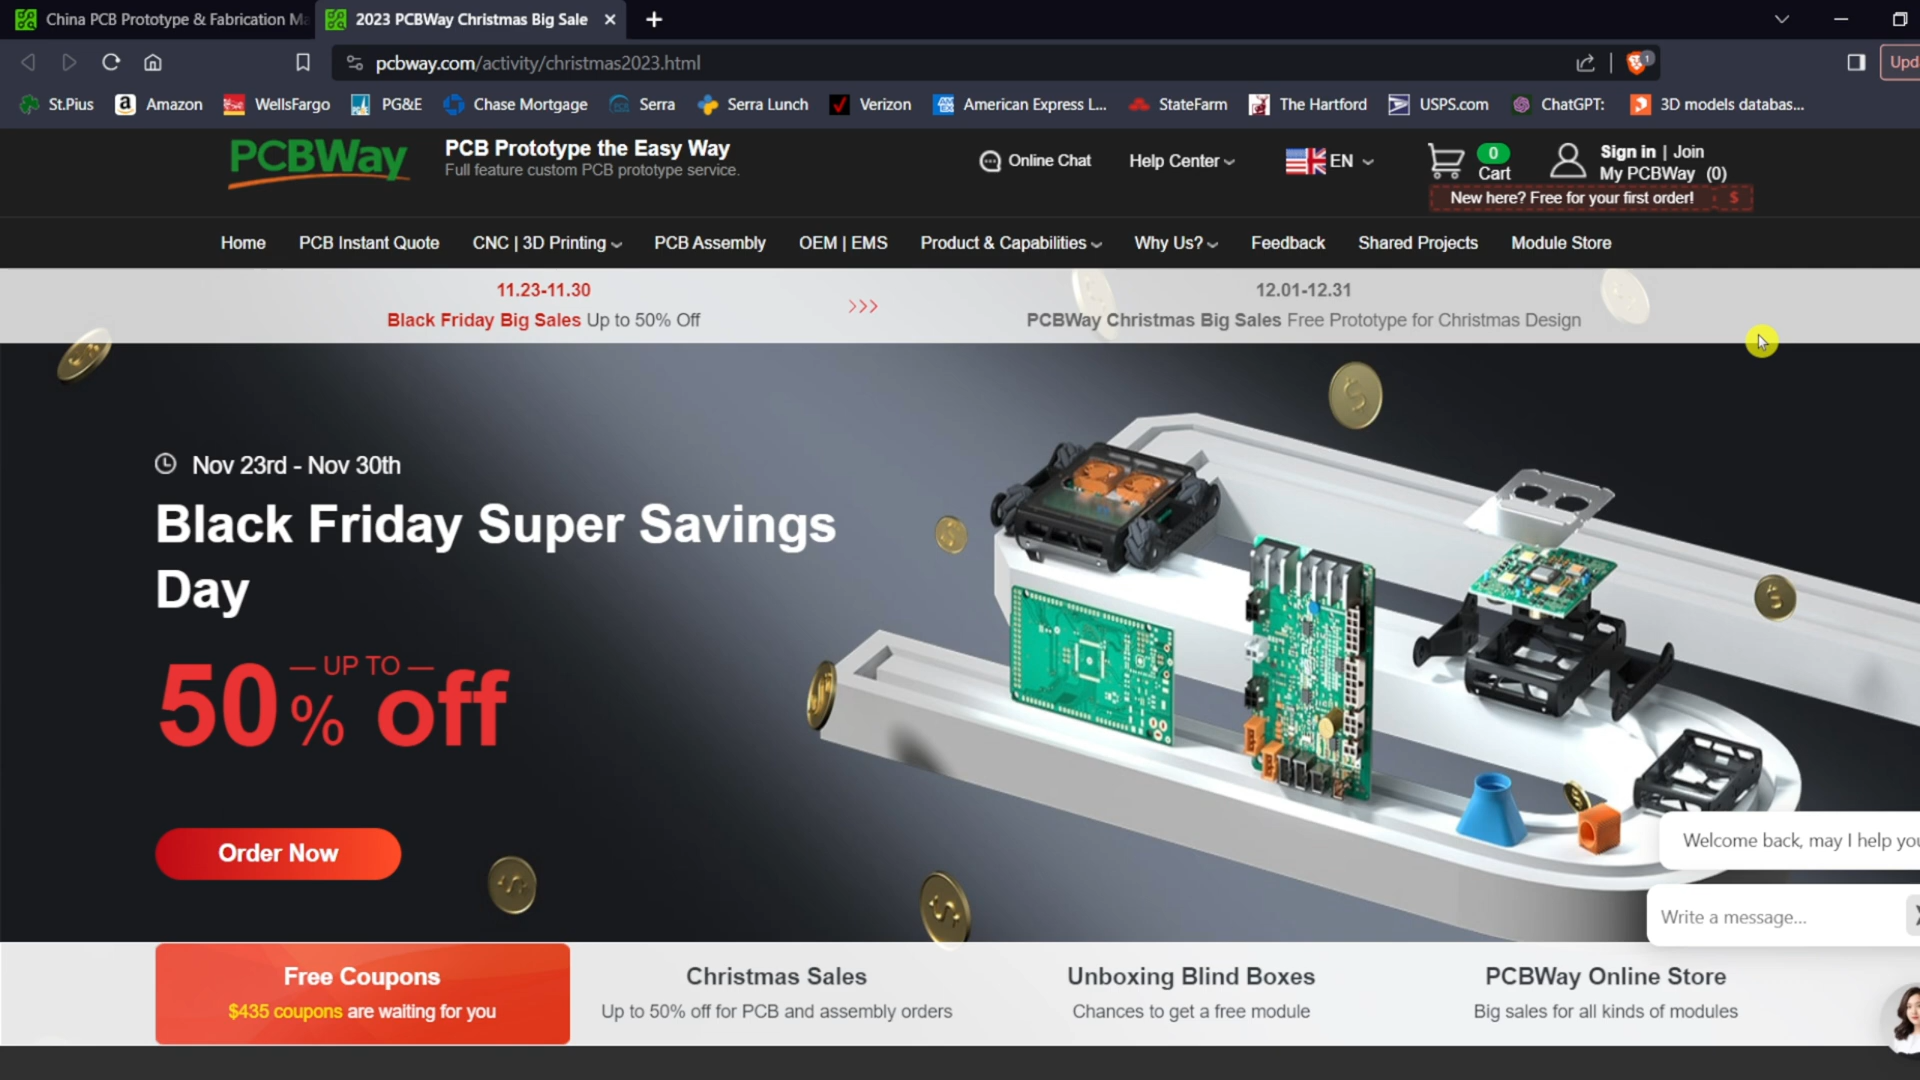 China PCB Prototype & Fabrication Ma
2023 PCBWay Christmas Big Sale
pcbway.com/activity/christmas2023.html
1
Upd
St.Pius
Amazon
WellsFargo
PG&E
Chase Mortgage
Serra
Serra Lunch
Verizon
American Express L...
StateFarm
The Hartford
USPS.com
ChatGPT:
3D models databas...
PCBWay
PCB Prototype the Easy Way
Full feature custom PCB prototype service.
Online Chat
Help Center
EN
0
Cart
Sign in | Join
My PCBWay (0)
New here? Free for your first order! $
Home
PCB Instant Quote
CNC | 3D Printing
PCB Assembly
OEM | EMS
Product & Capabilities
Why Us?
Feedback
Shared Projects
Module Store
11.23-11.30
Black Friday Big Sales Up to 50% Off
>>>
12.01-12.31
PCBWay Christmas Big Sales Free Prototype for Christmas Design
Nov 23rd - Nov 30th
Black Friday Super Savings
Day
— UP TO —
50% off
Order Now
Welcome back, may I help you
Write a message...
Free Coupons
$435 coupons are waiting for you
Christmas Sales
Up to 50% off for PCB and assembly orders
Unboxing Blind Boxes
Chances to get a free module
PCBWay Online Store
Big sales for all kinds of modules